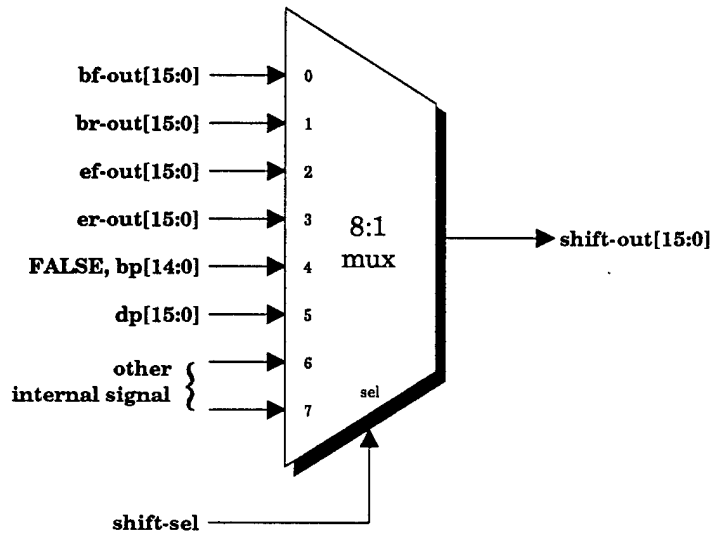 bf-out[15:0]
0
br-out[15:0]
1
ef-out[15:0]
2
er-out[15:0]
3
8:1
mux
shift-out[15:0]
FALSE, bp[14:0]
4
dp[15:0]
5
other
internal signal
6
7
sel
shift-sel